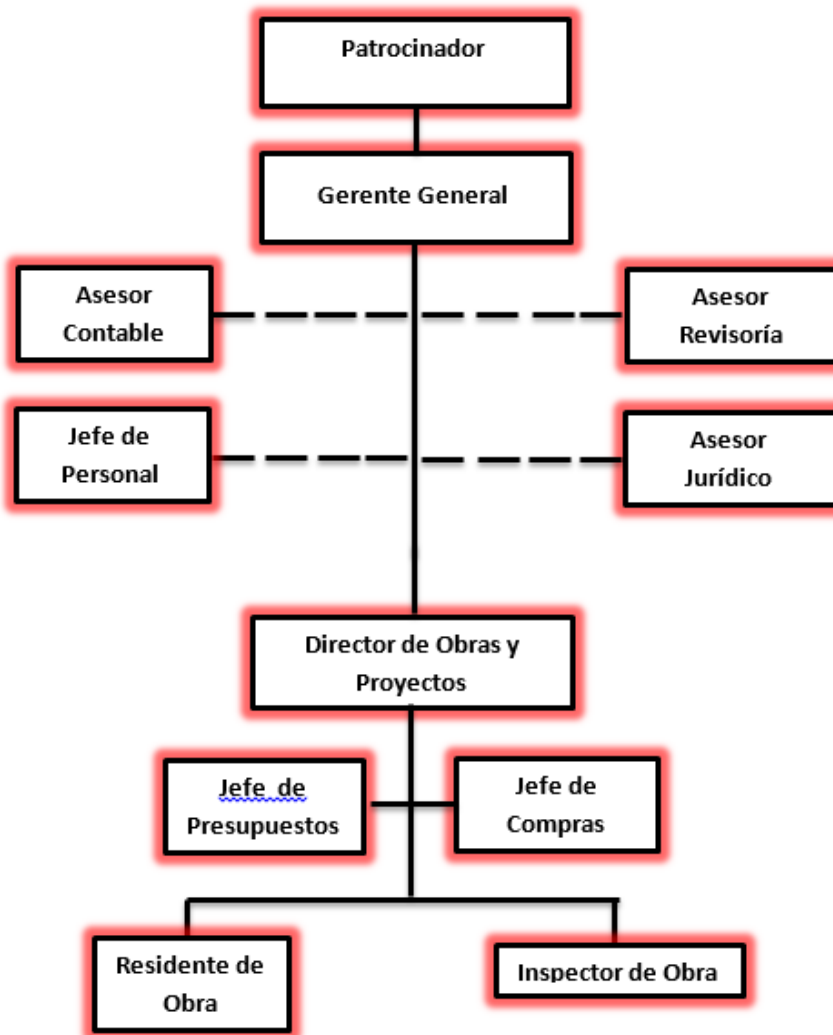 Patrocinador
Gerente General
Asesor
Contable
Asesor
Revisoría
Jefe de
Personal
Asesor
Jurídico
Director de Obras y
Proyectos
Jefe de
Presupuestos
Jefe de
Compras
Residente de
Obra
Inspector de Obra